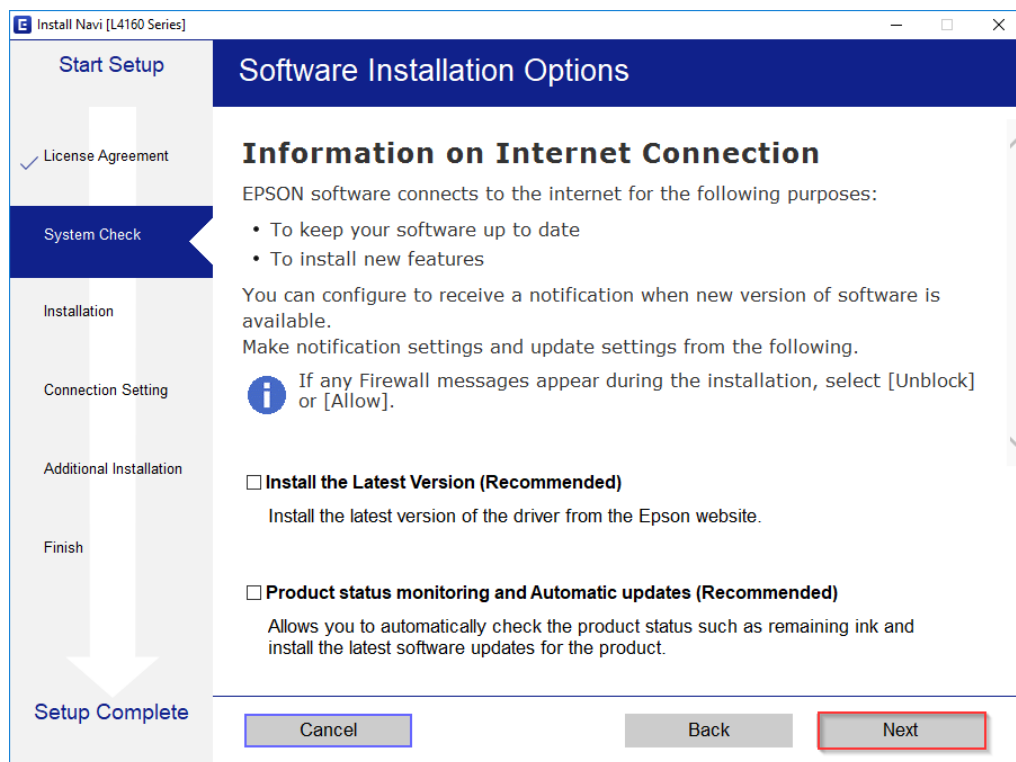 E Install Navi [L4160 Series]
Start Setup
Software Installation Options
License Agreement
System Check
Installation
Connection Setting
Additional Installation
Finish
Setup Complete
Information on Internet Connection
EPSON software connects to the internet for the following purposes:
• To keep your software up to date
• To install new features
You can configure to receive a notification when new version of software is
available.
Make notification settings and update settings from the following.
i If any Firewall messages appear during the installation, select [Unblock]
or [Allow].
Install the Latest Version (Recommended)
Install the latest version of the driver from the Epson website.
Product status monitoring and Automatic updates (Recommended)
Allows you to automatically check the product status such as remaining ink and
install the latest software updates for the product.
Cancel Back Next